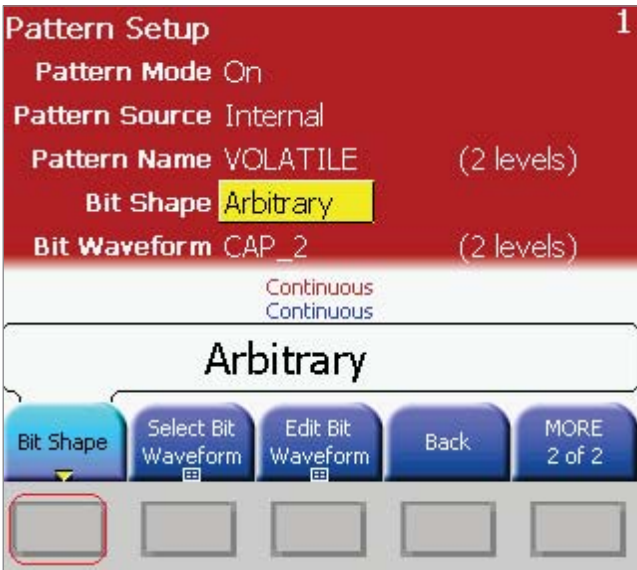 Pattern Setup 1
Pattern Mode On
Pattern Source Internal
Pattern Name VOLATILE (2 levels)
Bit Shape Arbitrary
Bit Waveform CAP_2 (2 levels)
Continuous
Continuous
Arbitrary
Bit Shape
Select Bit Waveform
Edit Bit Waveform
Back
MORE 2 of 2